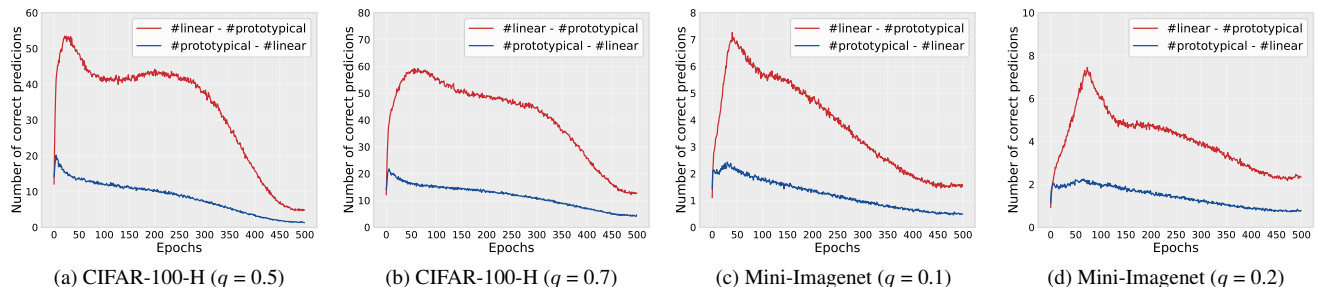 #linear - #prototypical
#prototypical - #linear
Number of correct predicions
60
50
40
30
20
10
0
0 50 100 150 200 250 300 350 400 450 500
Epochs
(a) CIFAR-100-H (q = 0.5)
#linear - #prototypical
#prototypical - #linear
Number of correct predicions
80
70
60
50
40
30
20
10
0
0 50 100 150 200 250 300 350 400 450 500
Epochs
(b) CIFAR-100-H (q = 0.7)
#linear - #prototypical
#prototypical - #linear
Number of correct predicions
8
7
6
5
4
3
2
1
0
0 50 100 150 200 250 300 350 400 450 500
Epochs
(c) Mini-Imagenet (q = 0.1)
#linear - #prototypical
#prototypical - #linear
Number of correct predicions
10
8
6
4
2
0
0 50 100 150 200 250 300 350 400 450 500
Epochs
(d) Mini-Imagenet (q = 0.2)